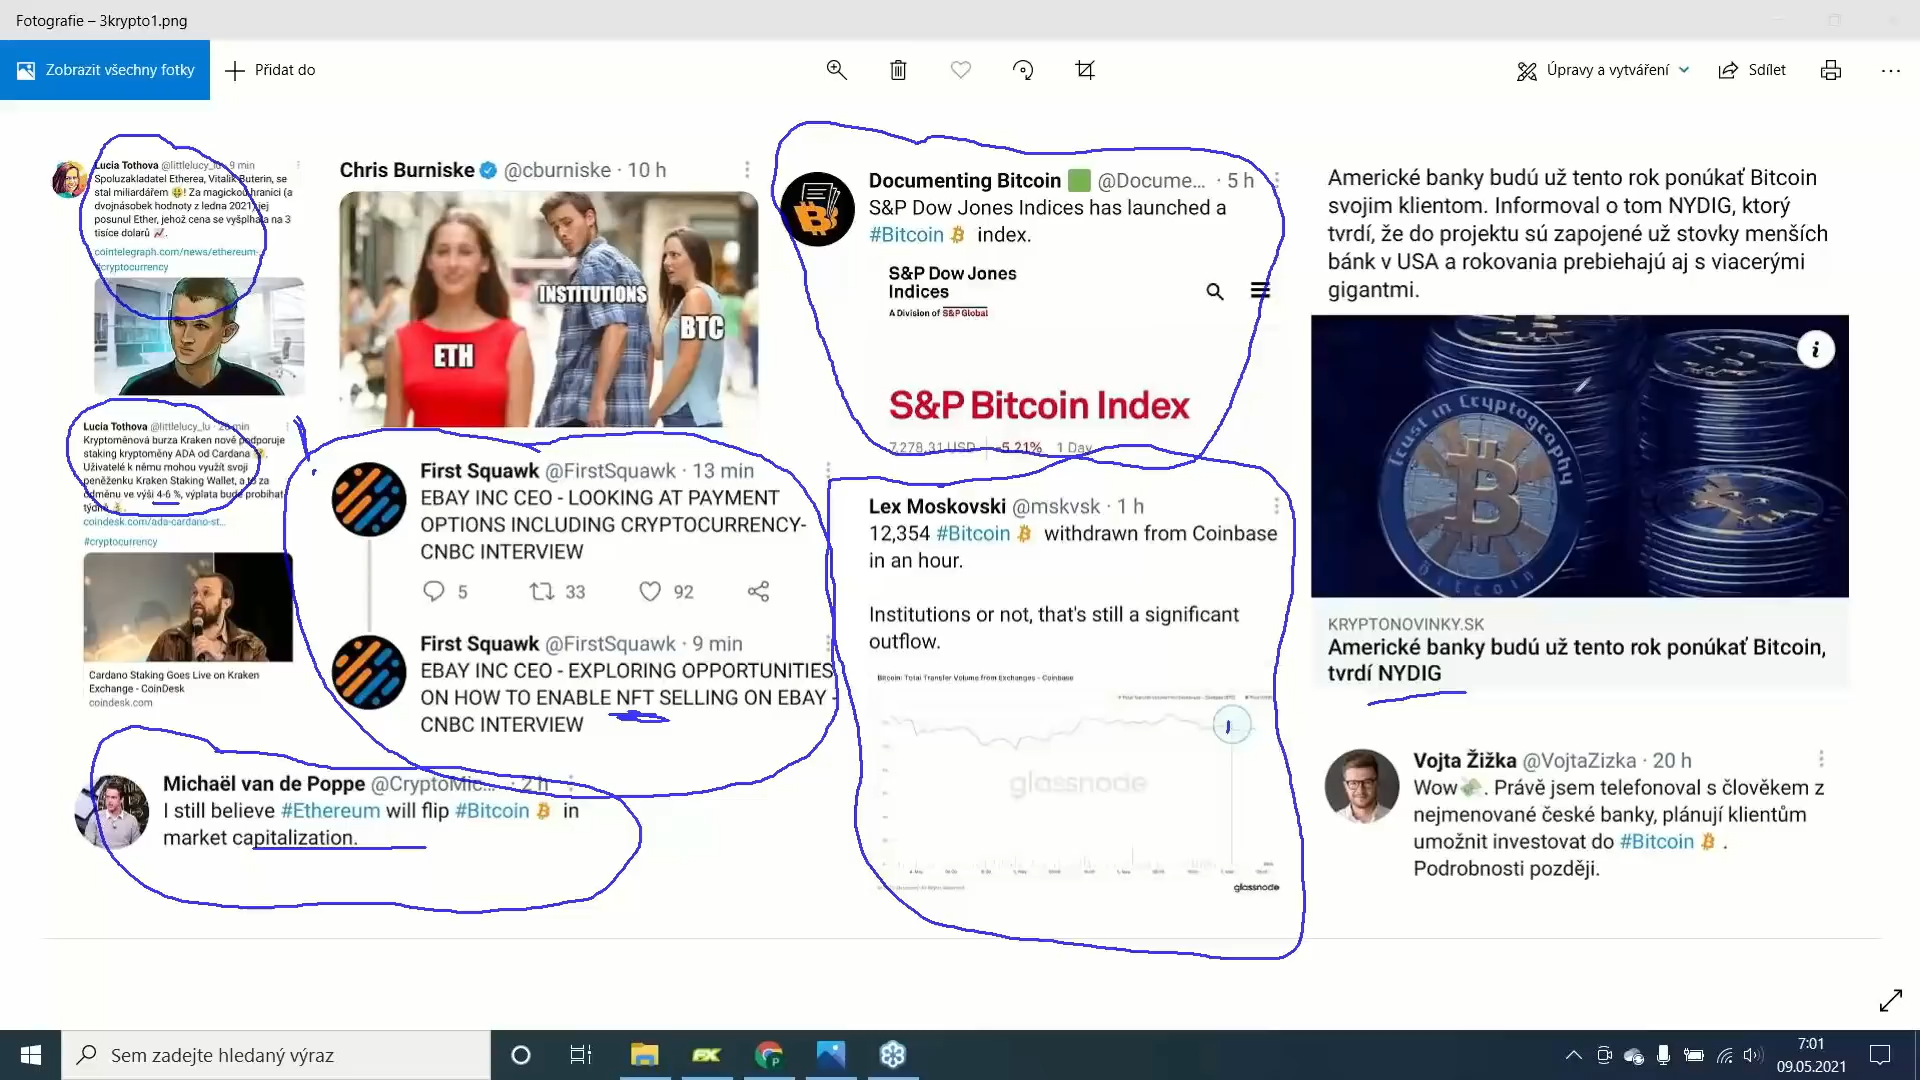 Fotografie – 3krypto1.png
Zobrazit všechny fotky
Přidat do
Úpravy a vytváření
Sdílet
Lucia Tothova @littlelucy_lu · 9 min
Spoluzakladatel Etherea, Vitalik Buterin, se
stal miliardářem 🤑! Za magickou hranici (a
dvojnásobek hodnoty z ledna 2021) jej
posunul Ether, jehož cena se vyšplhala na 3
tisíce dolarů 📈.
cointelegraph.com/news/ethereum-
#cryptocurrency
Lucia Tothova @littlelucy_lu · 20 min
Kryptoměnová burza Kraken nově podporuje
staking kryptoměny ADA od Cardana
Uživatelé k němu mohou využít svoji
peněženku Kraken Staking Wallet, a to za
odměnu ve výši 4-6 %, výplata bude probíhat
coindesk.com/ada-cardano-st...
#cryptocurrency
Cardano Staking Goes Live on Kraken
Exchange - CoinDesk
coindesk.com
Chris Burniske @cburniske · 10 h
INSTITUTIONS
ETH
BTC
First Squawk @FirstSquawk · 13 min
EBAY INC CEO - LOOKING AT PAYMENT
OPTIONS INCLUDING CRYPTOCURRENCY-
CNBC INTERVIEW
5 33 92
First Squawk @FirstSquawk · 9 min
EBAY INC CEO - EXPLORING OPPORTUNITIES
ON HOW TO ENABLE NFT SELLING ON EBAY -
CNBC INTERVIEW
Michaël van de Poppe @CryptoMic... · 2 h
I still believe #Ethereum will flip #Bitcoin in
market capitalization.
Documenting Bitcoin 🟩 @Docume... · 5 h
S&P Dow Jones Indices has launched a
#Bitcoin index.
S&P Dow Jones
Indices
A Division of S&P Global
S&P Bitcoin Index
7,278.31 USD -5.21% 1 Day
Lex Moskovski @mskvsk · 1 h
12,354 #Bitcoin withdrawn from Coinbase
in an hour.
Institutions or not, that's still a significant
outflow.
Bitcoin: Total Transfer Volume from Exchanges - Coinbase
glassnode
glassnode
Americké banky budú už tento rok ponúkať Bitcoin
svojim klientom. Informoval o tom NYDIG, ktorý
tvrdí, že do projektu sú zapojené už stovky menších
bánk v USA a rokovania prebiehajú aj s viacerými
gigantmi.
Trust in Cryptography
bitcoin
KRYPTONOVINKY.SK
Americké banky budú už tento rok ponúkať Bitcoin,
tvrdí NYDIG
Vojta Žižka @VojtaZizka · 20 h
Wow💸. Právě jsem telefonoval s člověkem z
nejmenované české banky, plánují klientům
umožnit investovat do #Bitcoin .
Podrobnosti později.
Sem zadejte hledaný výraz
FX
P
7:01
09.05.2021